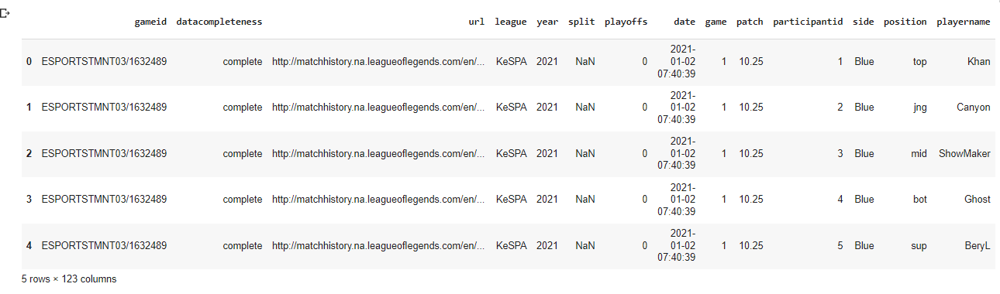 gameid datacompleteness url league year split playoffs date game patch participantid side position playername
0 ESPORTSTMNT03/1632489 complete http://matchhistory.na.leagueoflegends.com/en/... KeSPA 2021 NaN 0 2021-01-02 07:40:39 1 10.25 1 Blue top Khan
1 ESPORTSTMNT03/1632489 complete http://matchhistory.na.leagueoflegends.com/en/... KeSPA 2021 NaN 0 2021-01-02 07:40:39 1 10.25 2 Blue jng Canyon
2 ESPORTSTMNT03/1632489 complete http://matchhistory.na.leagueoflegends.com/en/... KeSPA 2021 NaN 0 2021-01-02 07:40:39 1 10.25 3 Blue mid ShowMaker
3 ESPORTSTMNT03/1632489 complete http://matchhistory.na.leagueoflegends.com/en/... KeSPA 2021 NaN 0 2021-01-02 07:40:39 1 10.25 4 Blue bot Ghost
4 ESPORTSTMNT03/1632489 complete http://matchhistory.na.leagueoflegends.com/en/... KeSPA 2021 NaN 0 2021-01-02 07:40:39 1 10.25 5 Blue sup BeryL
5 rows × 123 columns